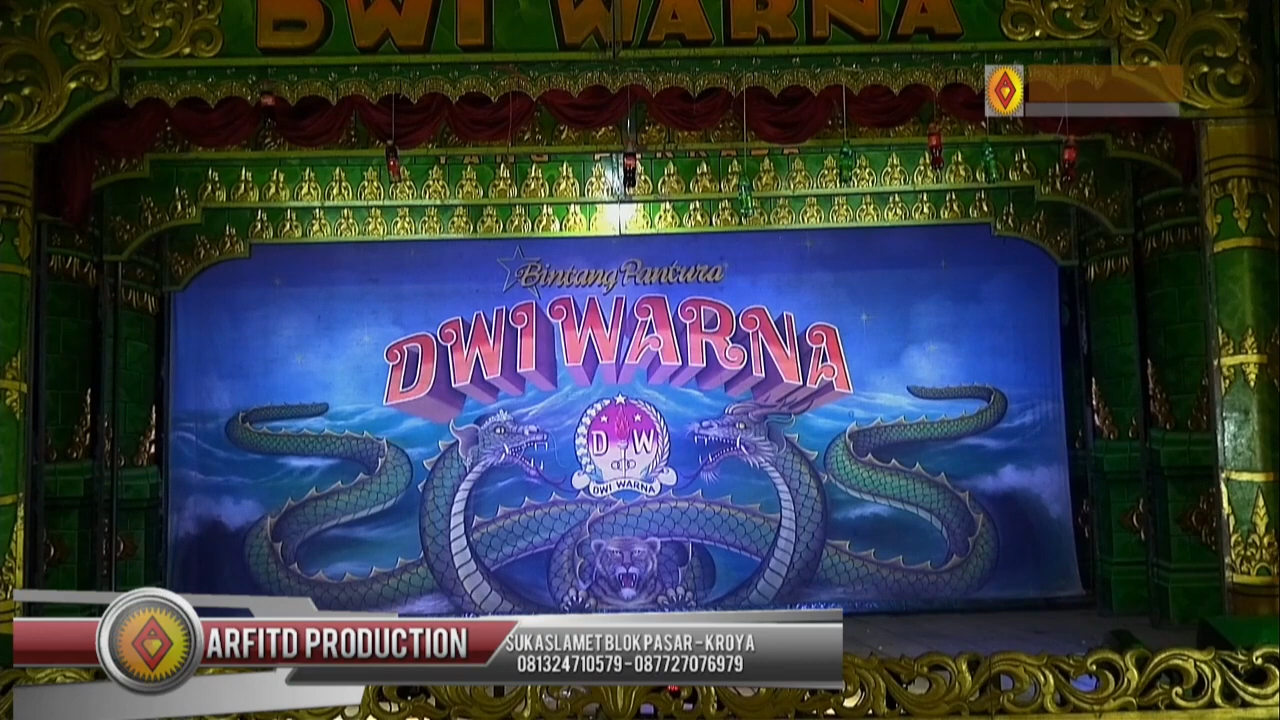 DWI WARNA
Bintang Pantura
DWI WARNA
D W
DWI WARNA
ARFITD PRODUCTION
SUKASLAMET BLOK PASAR - KROYA
081324710579 - 087727076979